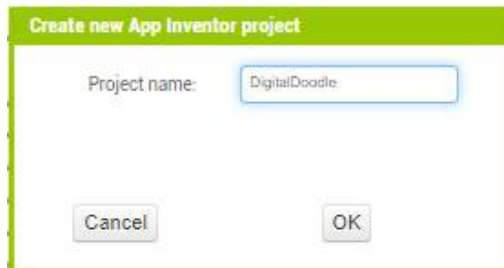 Create new App Inventor project
Project name:
DigitalDoodle
Cancel
OK